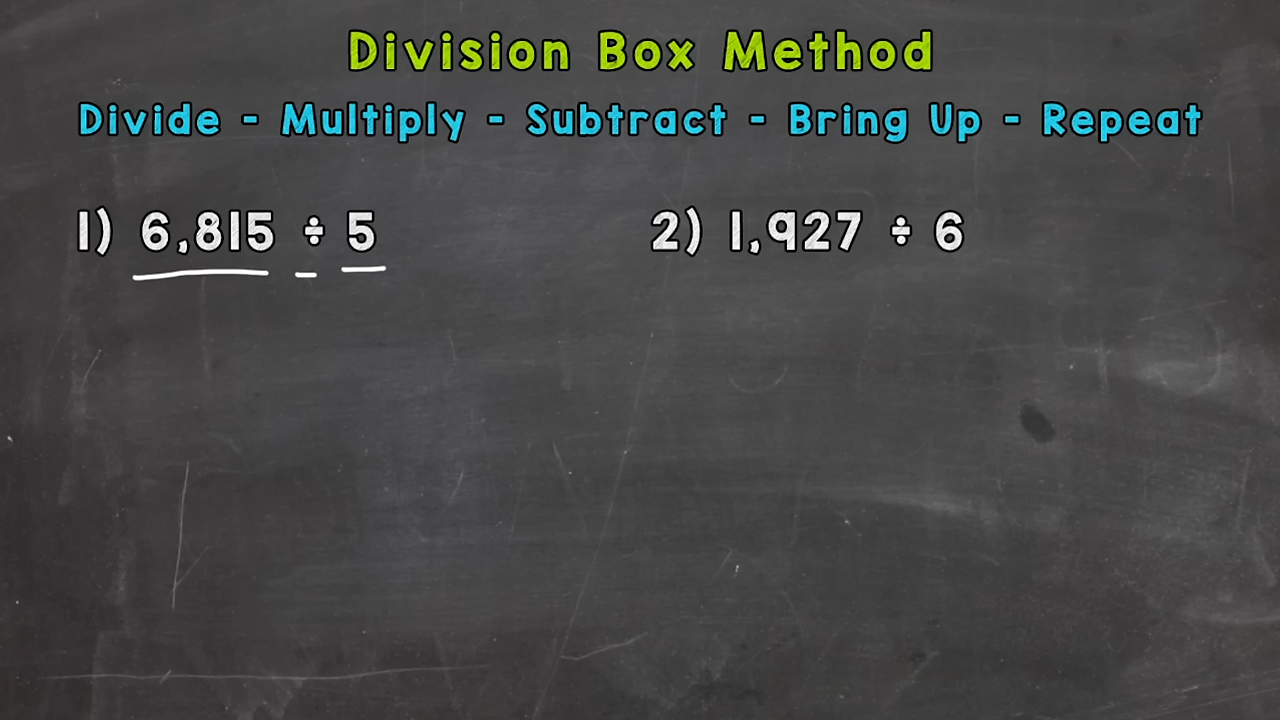 Division Box Method
Divide - Multiply - Subtract - Bring Up - Repeat
1) 6,815 ÷ 5
2) 1,927 ÷ 6